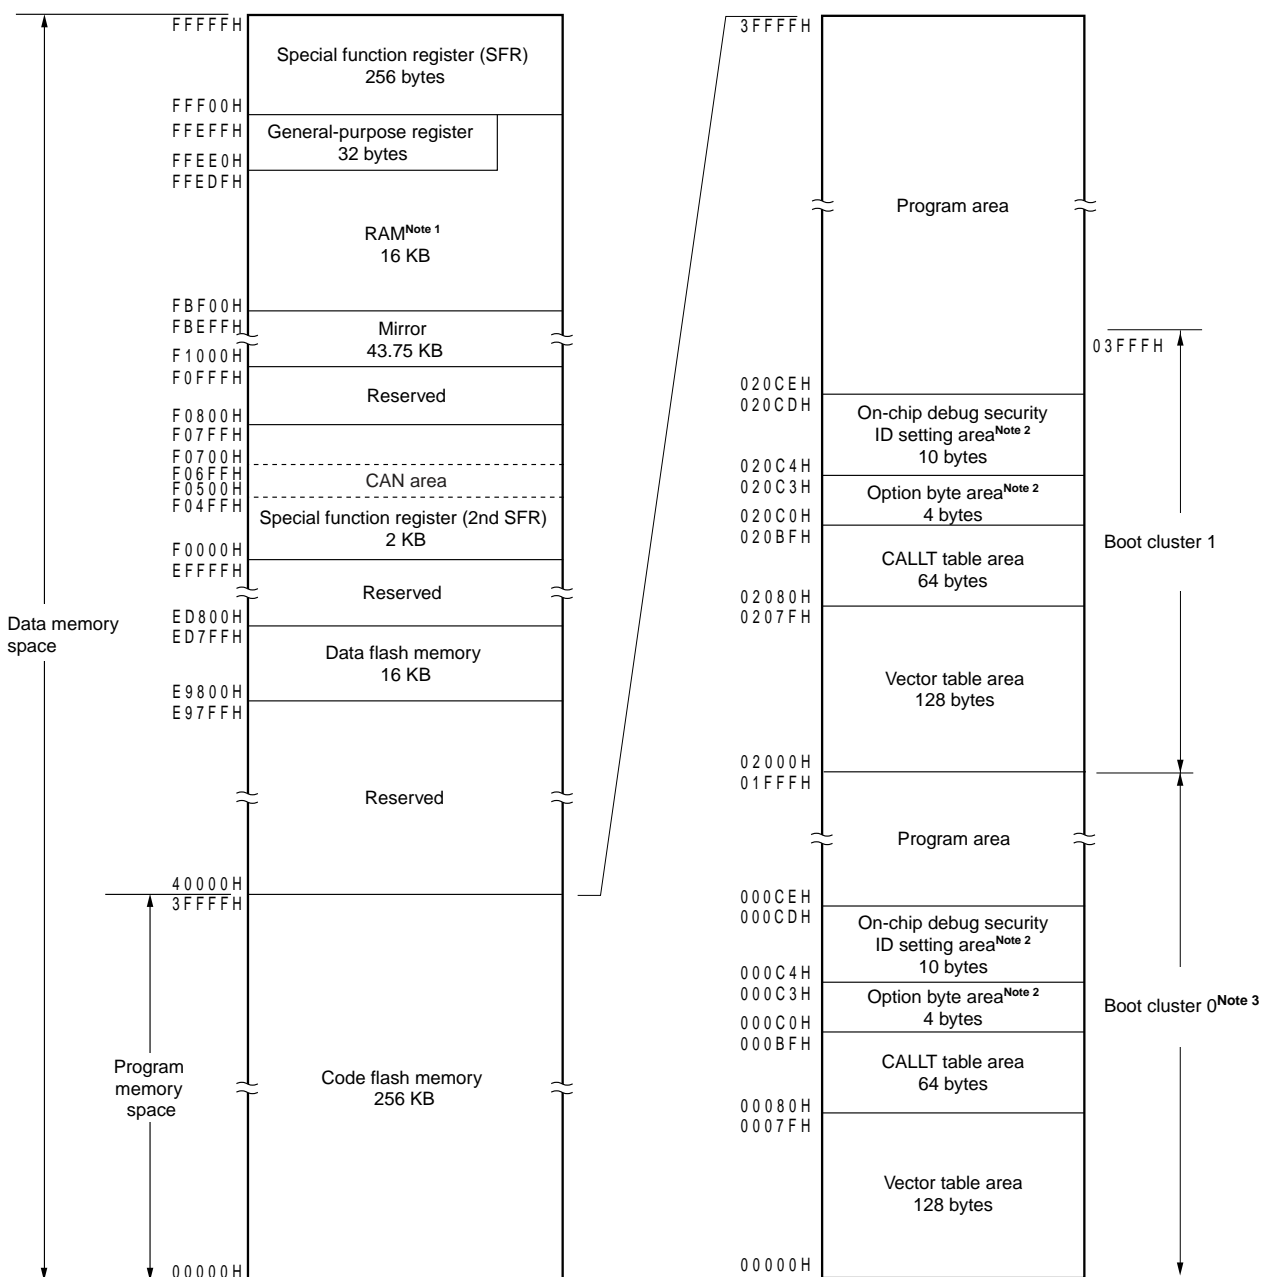 FFFFFH
Special function register (SFR)
256 bytes
FFF00H
FFEFFH
General-purpose register
32 bytes
FFEE0H
FFEDFH
RAMNote 1
16 KB
FBF00H
FBEFFH
Mirror
43.75 KB
F1000H
F0FFFH
Reserved
F0800H
F07FFH
F0700H
F06FFH
CAN area
F0500H
F04FFH
Special function register (2nd SFR)
2 KB
F0000H
EFFFFH
Reserved
ED800H
ED7FFH
Data memory
space
Data flash memory
16 KB
E9800H
E97FFH
Reserved
40000H
3FFFFH
Program
memory
space
Code flash memory
256 KB
00000H
3FFFFH
Program area
03FFFH
020CEH
020CDH
On-chip debug security
ID setting areaNote 2
10 bytes
020C4H
020C3H
Option byte areaNote 2
4 bytes
020C0H
020BFH
Boot cluster 1
CALLT table area
64 bytes
02080H
0207FH
Vector table area
128 bytes
02000H
01FFFH
Program area
000CEH
000CDH
On-chip debug security
ID setting areaNote 2
10 bytes
000C4H
000C3H
Option byte areaNote 2
4 bytes
Boot cluster 0Note 3
000C0H
000BFH
CALLT table area
64 bytes
00080H
0007FH
Vector table area
128 bytes
00000H